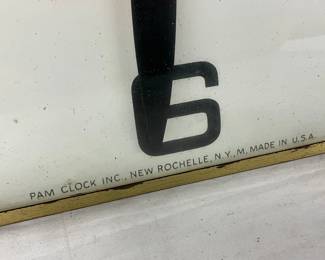 6
PAM CLOCK INC., NEW ROCHELLE, N.Y., M, MADE IN U.S.A